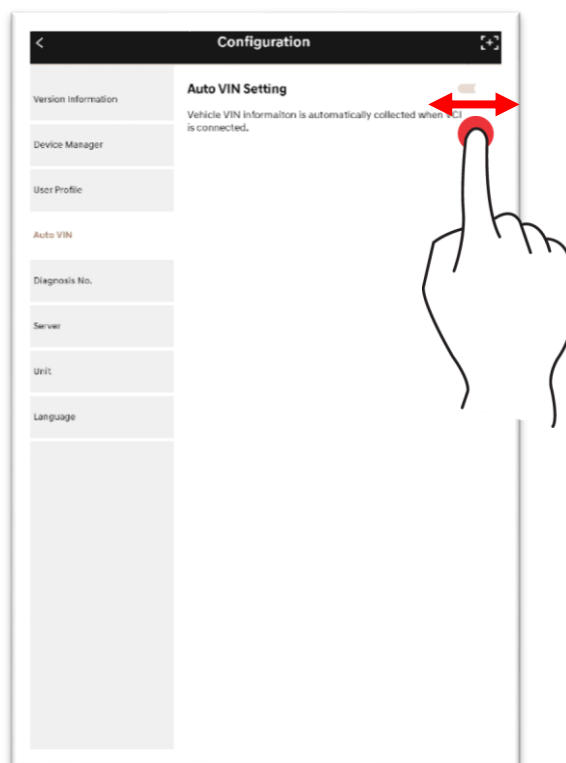 Configuration
Version Information
Device Manager
User Profile
Auto VIN
Diagnosis No.
Server
Unit
Language
Auto VIN Setting
Vehicle VIN informaiton is automatically collected when VCI
is connected.